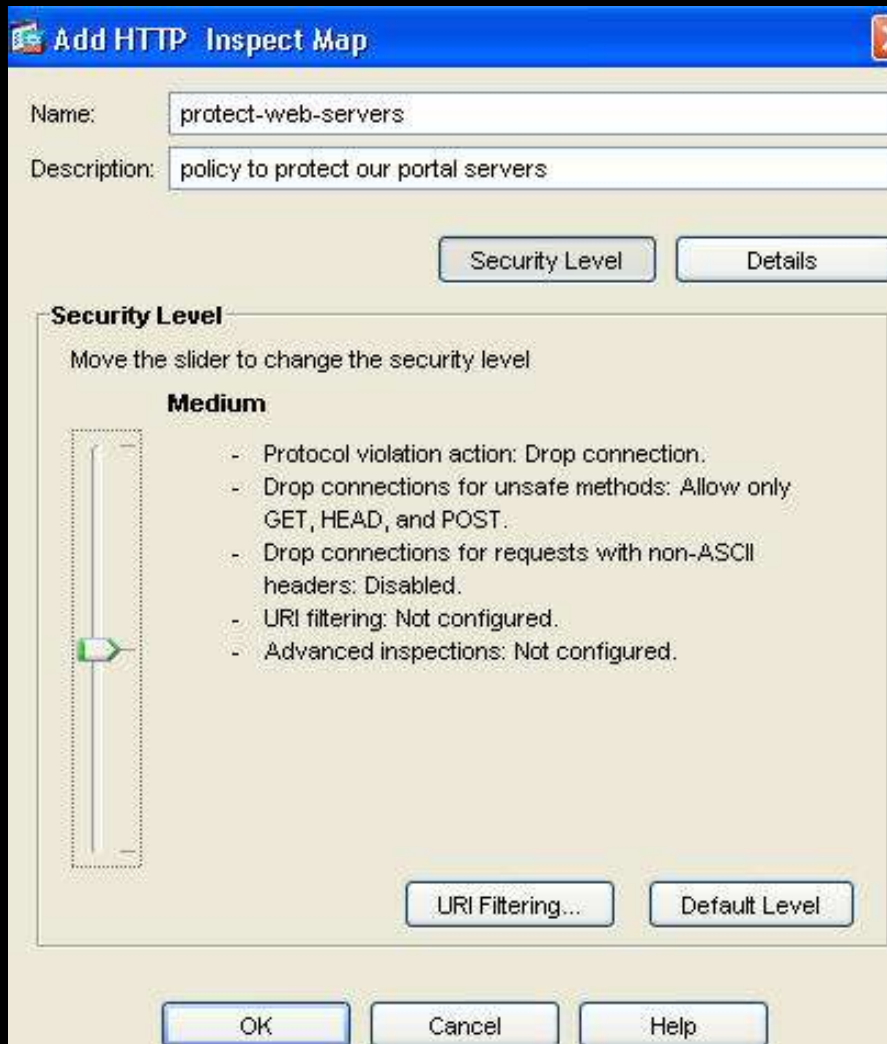 Add HTTP Inspect Map
Name: protect-web-servers
Description: policy to protect our portal servers
Security Level Details
Security Level
Move the slider to change the security level
Medium
- Protocol violation action: Drop connection.
- Drop connections for unsafe methods: Allow only
GET, HEAD, and POST.
- Drop connections for requests with non-ASCII
headers: Disabled.
- URI filtering: Not configured.
- Advanced inspections: Not configured.
URI Filtering... Default Level
OK Cancel Help